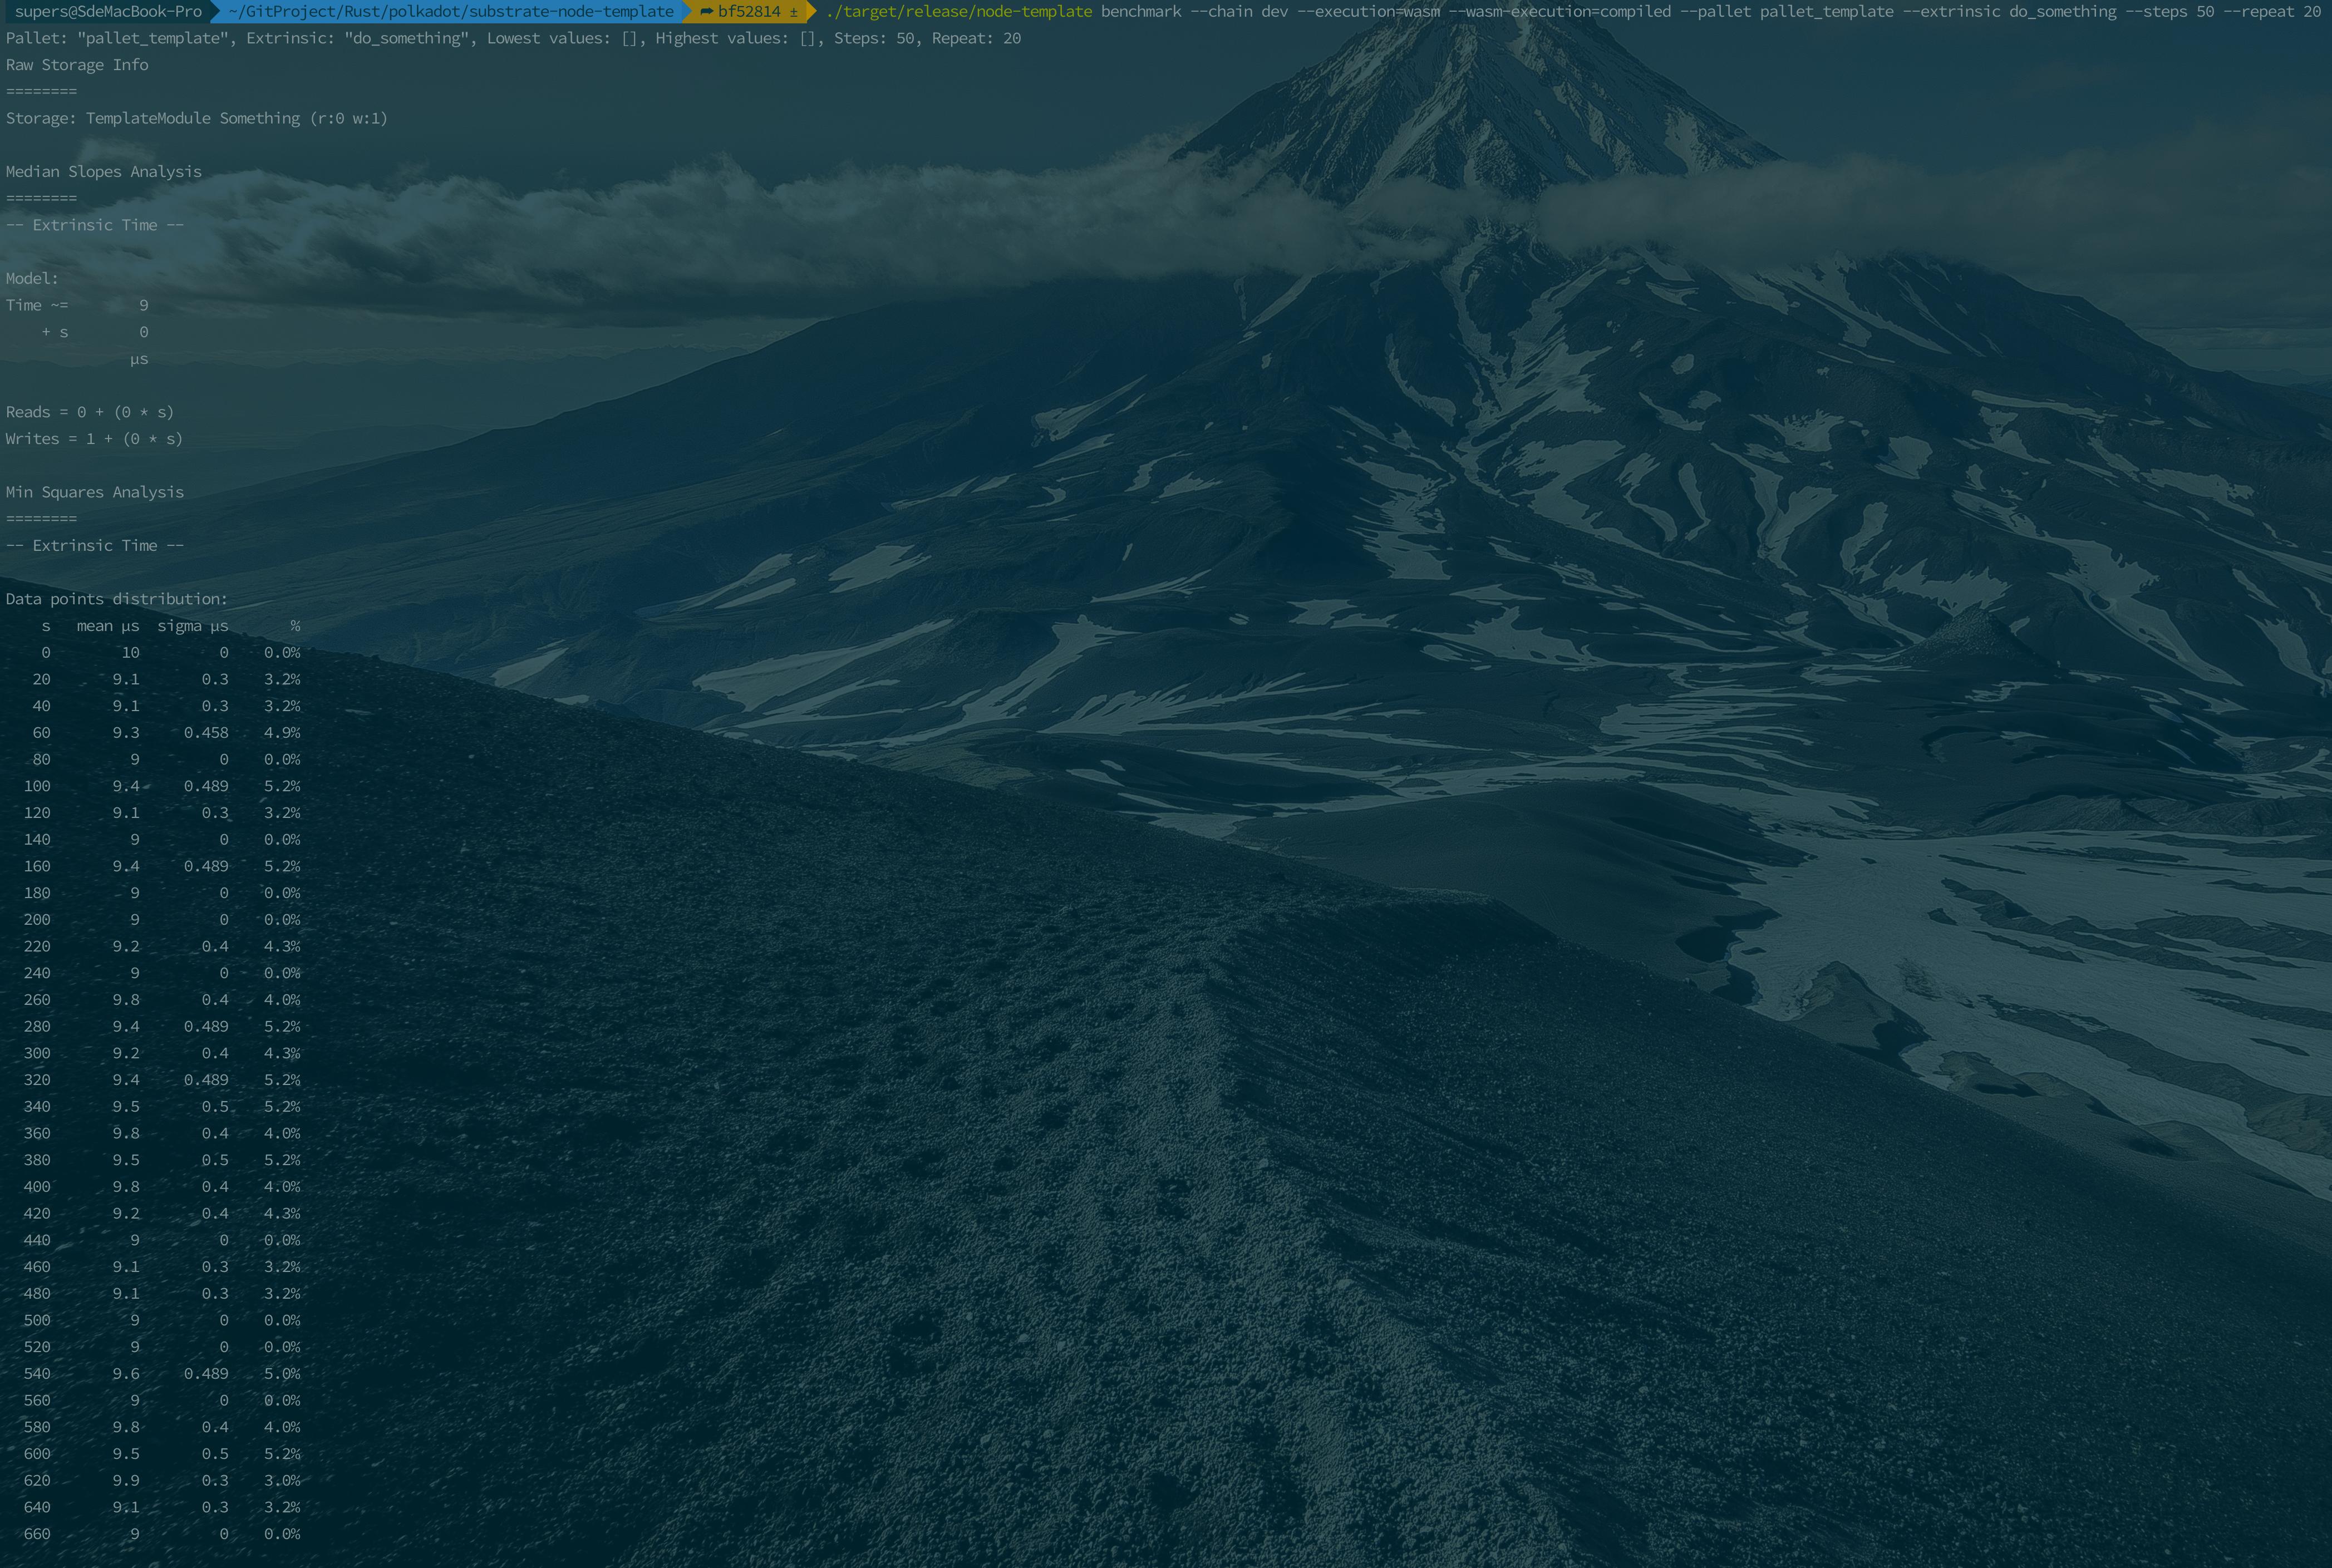 supers@SdeMacBook-Pro ~/GitProject/Rust/polkadot/substrate-node-template ➦ bf52814 ± ./target/release/node-template benchmark --chain dev --execution=wasm --wasm-execution=compiled --pallet pallet_template --extrinsic do_something --steps 50 --repeat 20
Pallet: "pallet_template", Extrinsic: "do_something", Lowest values: [], Highest values: [], Steps: 50, Repeat: 20
Raw Storage Info
========
Storage: TemplateModule Something (r:0 w:1)
Median Slopes Analysis
========
-- Extrinsic Time --
Model:
Time ~= 9
+ s 0
µs
Reads = 0 + (0 * s)
Writes = 1 + (0 * s)
Min Squares Analysis
========
-- Extrinsic Time --
Data points distribution:
s mean µs sigma µs %
0 10 0 0.0%
20 9.1 0.3 3.2%
40 9.1 0.3 3.2%
60 9.3 0.458 4.9%
80 9 0 0.0%
100 9.4 0.489 5.2%
120 9.1 0.3 3.2%
140 9 0 0.0%
160 9.4 0.489 5.2%
180 9 0 0.0%
200 9 0 0.0%
220 9.2 0.4 4.3%
240 9 0 0.0%
260 9.8 0.4 4.0%
280 9.4 0.489 5.2%
300 9.2 0.4 4.3%
320 9.4 0.489 5.2%
340 9.5 0.5 5.2%
360 9.8 0.4 4.0%
380 9.5 0.5 5.2%
400 9.8 0.4 4.0%
420 9.2 0.4 4.3%
440 9 0 0.0%
460 9.1 0.3 3.2%
480 9.1 0.3 3.2%
500 9 0 0.0%
520 9 0 0.0%
540 9.6 0.489 5.0%
560 9 0 0.0%
580 9.8 0.4 4.0%
600 9.5 0.5 5.2%
620 9.9 0.3 3.0%
640 9.1 0.3 3.2%
660 9 0 0.0%